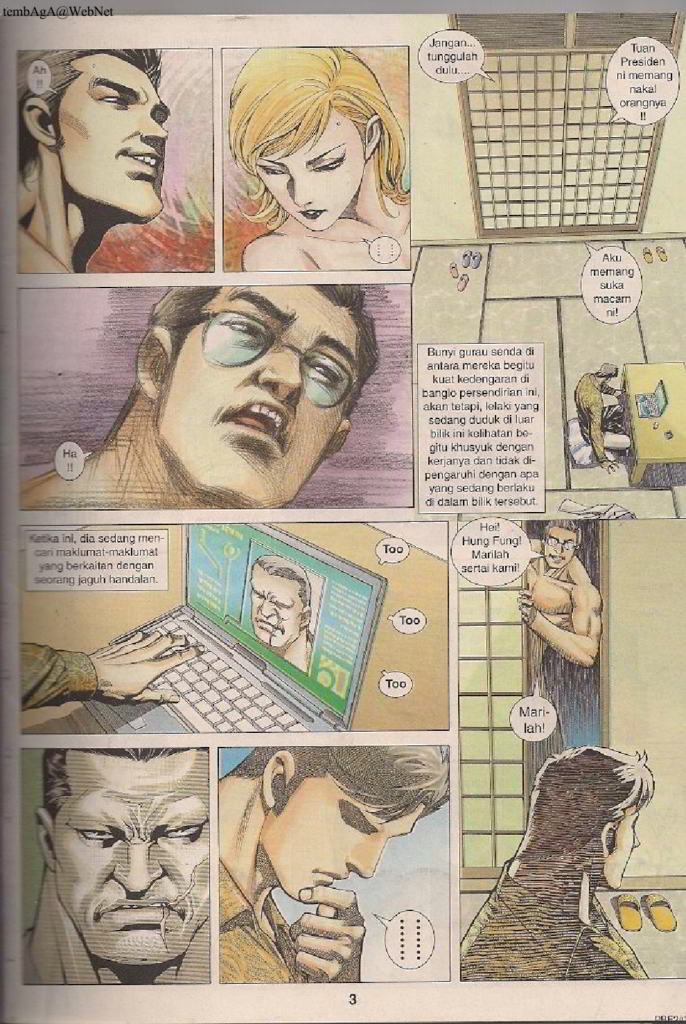 tembAgA@WebNet
Ah
!!
. . .
Jangan...
tunggulah
dulu....
Tuan
Presiden
ni memang
nakal
orangnya
!!
Aku
memang
suka
macam
ni!
Ha
!!
Bunyi gurau senda di
antara mereka begitu
kuat kedengaran di
banglo persendirian ini,
akan tetapi, lelaki yang
sedang duduk di luar
bilik ini kelihatan be-
gitu khusyuk dengan
kerjanya dan tidak di-
pengaruhi dengan apa
yang sedang berlaku
di dalam bilik tersebut.
Ketika ini, dia sedang men-
cari maklumat-maklumat
yang berkaitan dengan
seorang jaguh handalan.
Too
Too
Too
Hei!
Hung Fung!
Marilah
sertai kami!
Mari-
lah!
3